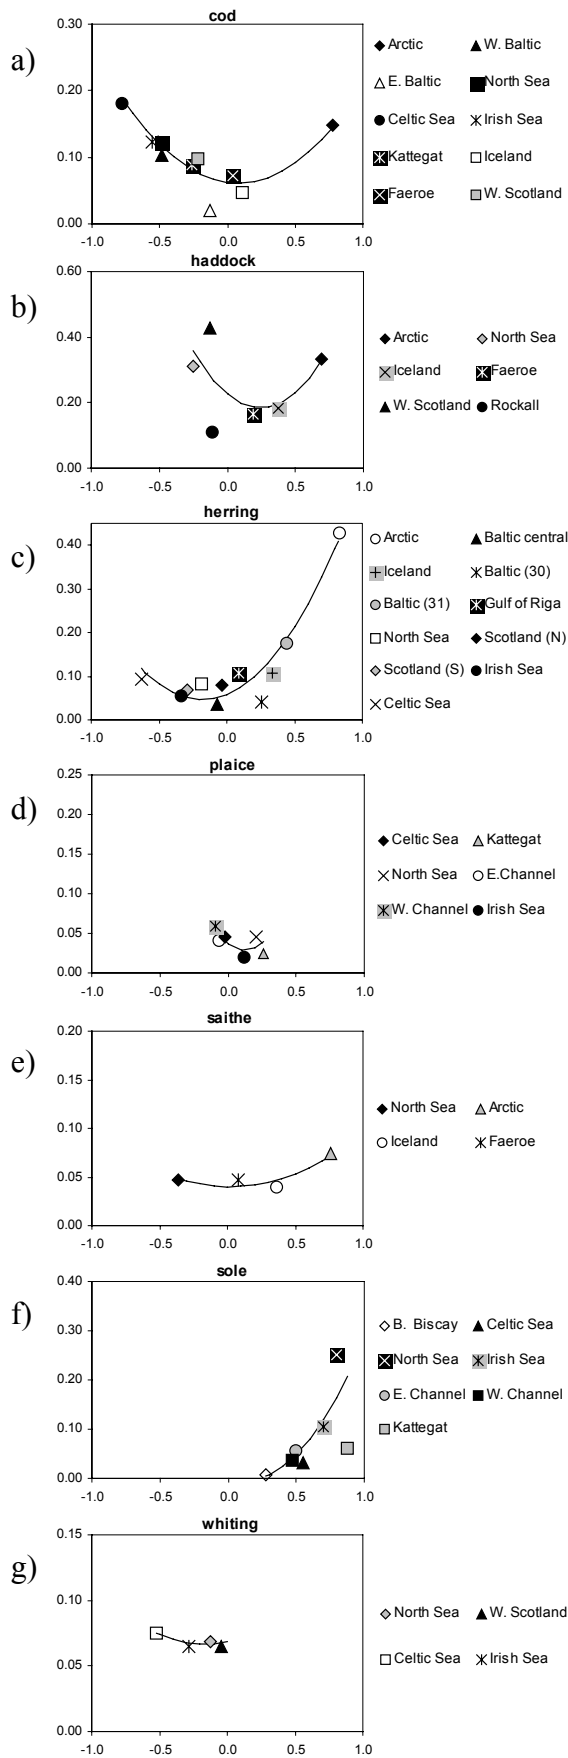 cod
a)
0.30
0.20
0.10
0.00
-1.0 -0.5 0.0 0.5 1.0
Arctic W. Baltic
E. Baltic North Sea
Celtic Sea Irish Sea
Kattegat Iceland
Faeroe W. Scotland
haddock
b)
0.60
0.40
0.20
0.00
-1.0 -0.5 0.0 0.5 1.0
Arctic North Sea
Iceland Faeroe
W. Scotland Rockall
herring
c)
0.40
0.30
0.20
0.10
0.00
-1.0 -0.5 0.0 0.5 1.0
Arctic Baltic central
Iceland Baltic (30)
Baltic (31) Gulf of Riga
North Sea Scotland (N)
Scotland (S) Irish Sea
Celtic Sea
plaice
d)
0.25
0.20
0.15
0.10
0.05
0.00
-1.0 -0.5 0.0 0.5 1.0
Celtic Sea Kattegat
North Sea E.Channel
W. Channel Irish Sea
saithe
e)
0.20
0.15
0.10
0.05
0.00
-1.0 -0.5 0.0 0.5 1.0
North Sea Arctic
Iceland Faeroe
sole
f)
0.40
0.30
0.20
0.10
0.00
-1.0 -0.5 0.0 0.5 1.0
B. Biscay Celtic Sea
North Sea Irish Sea
E. Channel W. Channel
Kattegat
whiting
g)
0.15
0.10
0.05
0.00
-1.0 -0.5 0.0 0.5 1.0
North Sea W. Scotland
Celtic Sea Irish Sea